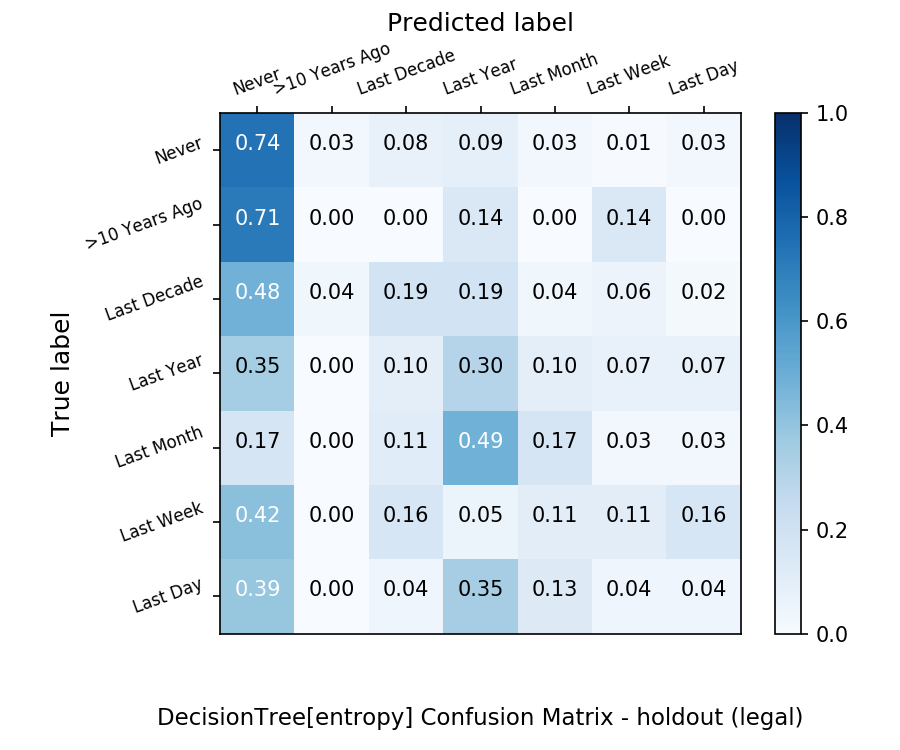 Predicted label
Never >10 Years Ago Last Decade Last Year Last Month Last Week Last Day
True label
Never 0.74 0.03 0.08 0.09 0.03 0.01 0.03
>10 Years Ago 0.71 0.00 0.00 0.14 0.00 0.14 0.00
Last Decade 0.48 0.04 0.19 0.19 0.04 0.06 0.02
Last Year 0.35 0.00 0.10 0.30 0.10 0.07 0.07
Last Month 0.17 0.00 0.11 0.49 0.17 0.03 0.03
Last Week 0.42 0.00 0.16 0.05 0.11 0.11 0.16
Last Day 0.39 0.00 0.04 0.35 0.13 0.04 0.04
1.0
0.8
0.6
0.4
0.2
0.0
DecisionTree[entropy] Confusion Matrix - holdout (legal)